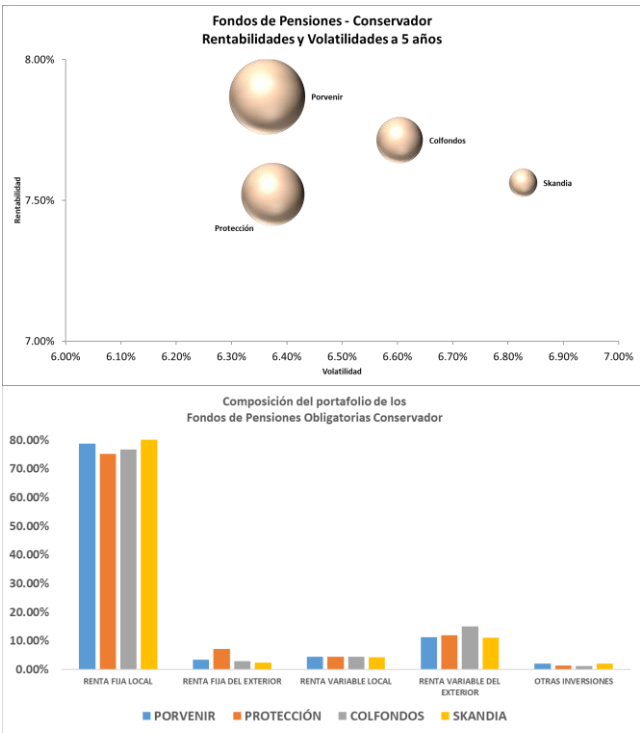 Fondos de Pensiones - Conservador
Rentabilidades y Volatilidades a 5 años
8.00%
Porvenir
Colfondos
Skandia
Rentabilidad
7.50%
Protección
7.00%
6.00% 6.10% 6.20% 6.30% 6.40% 6.50% 6.60% 6.70% 6.80% 6.90% 7.00%
Volatilidad
Composición del portafolio de los
Fondos de Pensiones Obligatorias Conservador
80.00%
70.00%
60.00%
50.00%
40.00%
30.00%
20.00%
10.00%
0.00%
RENTA FIJA LOCAL RENTA FIJA DEL EXTERIOR RENTA VARIABLE LOCAL RENTA VARIABLE DEL OTRAS INVERSIONES
EXTERIOR
PORVENIR PROTECCIÓN COLFONDOS SKANDIA